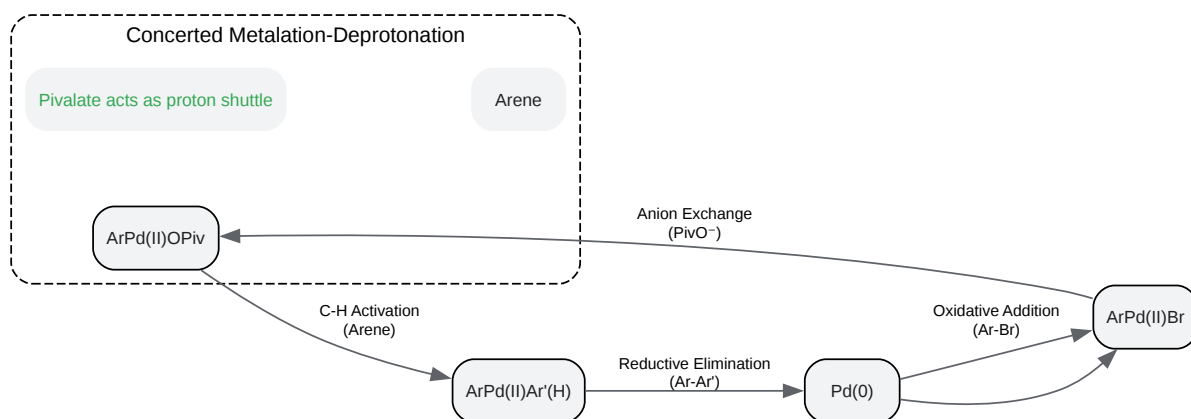 Concerted Metalation-Deprotonation
Pivalate acts as proton shuttle
Arene
Anion Exchange
(PivO⁻)
ArPd(II)OPiv
C-H Activation
(Arene)
Oxidative Addition
(Ar-Br)
ArPd(II)Br
Reductive Elimination
(Ar-Ar')
ArPd(II)Ar'(H)
Pd(0)